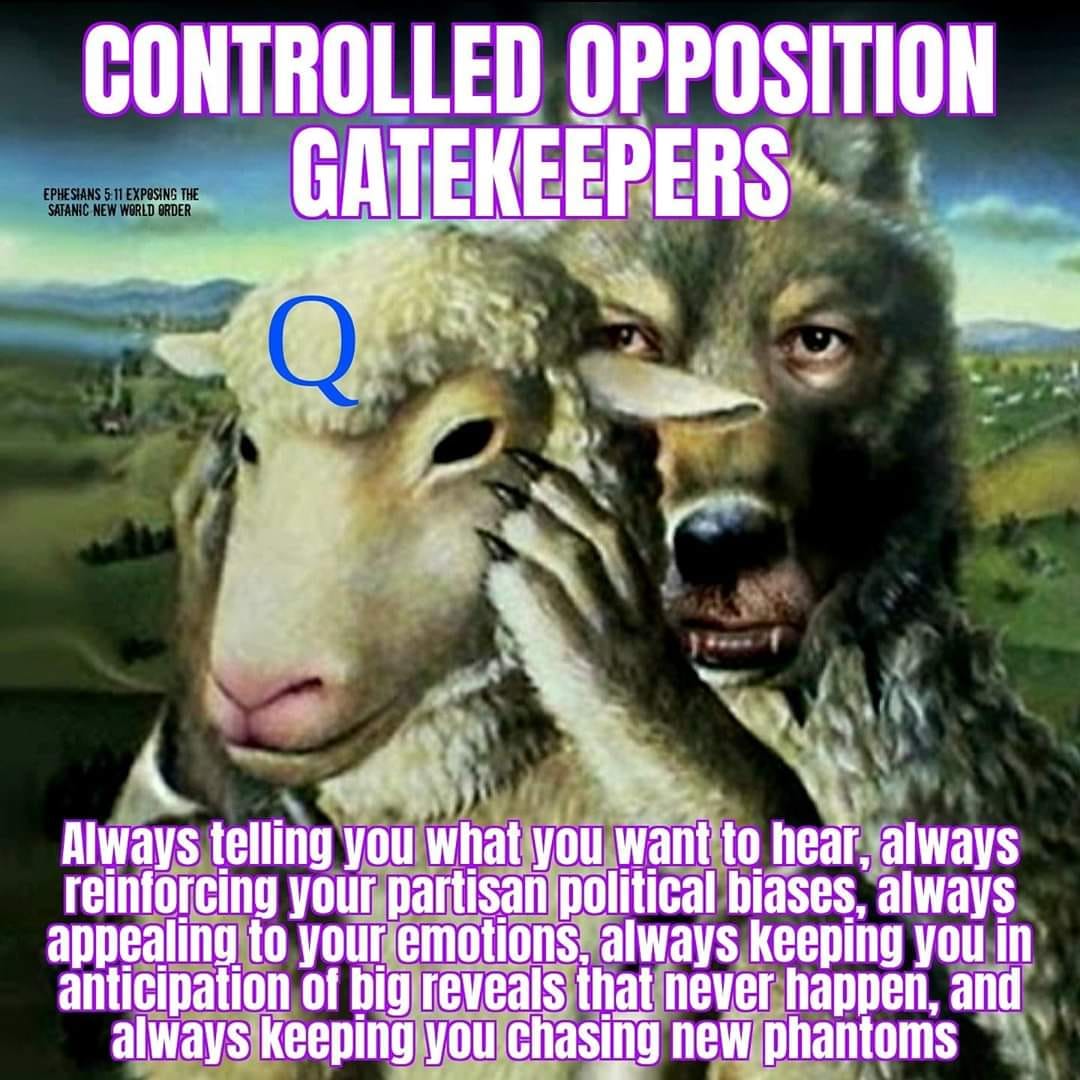 CONTROLLED OPPOSITION
GATEKEEPERS
EPHESIANS 5:11 EXPOSING THE
SATANIC NEW WORLD ORDER
Q
Always telling you what you want to hear, always
reinforcing your partisan political biases, always
appealing to your emotions, always keeping you in
anticipation of big reveals that never happen, and
always keeping you chasing new phantoms